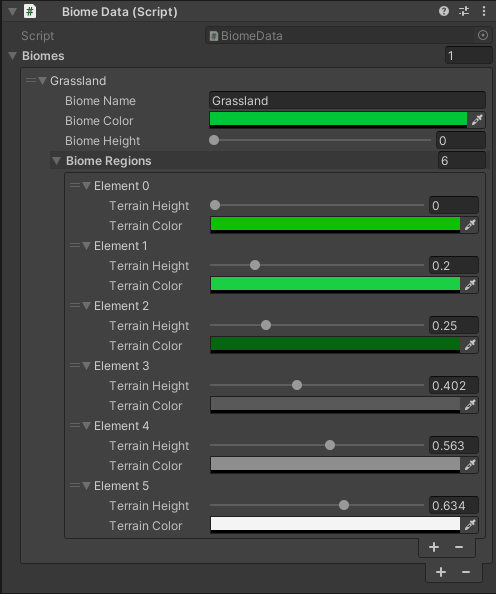 Biome Data (Script)
Script BiomeData
Biomes 1
Grassland
Biome Name Grassland
Biome Color
Biome Height 0
Biome Regions 6
Element 0
Terrain Height 0
Terrain Color
Element 1
Terrain Height 0.2
Terrain Color
Element 2
Terrain Height 0.25
Terrain Color
Element 3
Terrain Height 0.402
Terrain Color
Element 4
Terrain Height 0.563
Terrain Color
Element 5
Terrain Height 0.634
Terrain Color